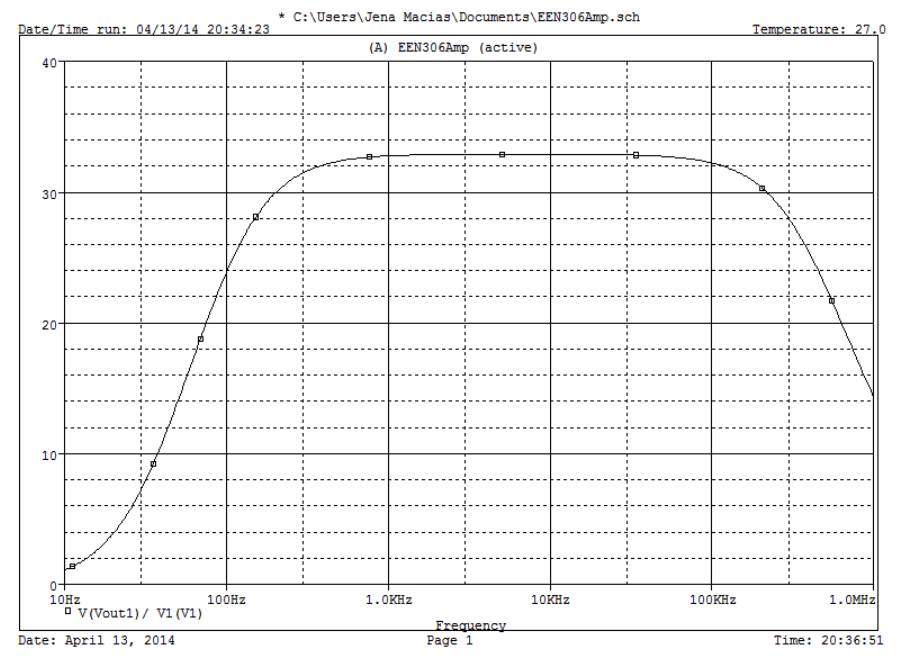 * C:\Users\Jena Macias\Documents\EEN306Amp.sch
Date/Time run: 04/13/14 20:34:23 Temperature: 27.0
(A) EEN306Amp (active)
40
30
20
10
0
10Hz 100Hz 1.0KHz 10KHz 100KHz 1.0MHz
V(Vout1)/ V1(V1)
Frequency
Date: April 13, 2014 Page 1 Time: 20:36:51